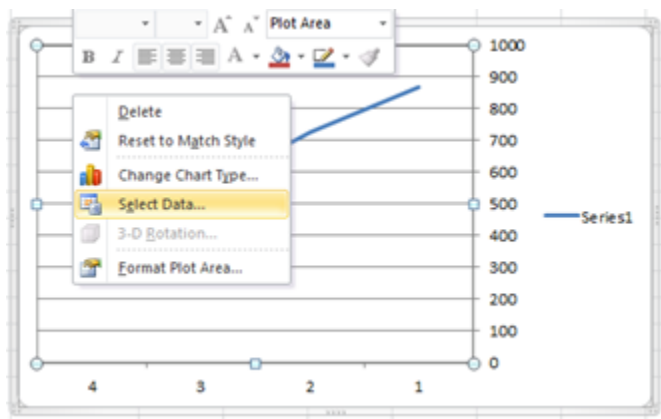 Plot Area
B I A
Delete
Reset to Match Style
Change Chart Type...
Select Data...
3-D Rotation...
Format Plot Area...
1000
900
800
700
600
500
400
300
200
100
0
Series1
4 3 2 1